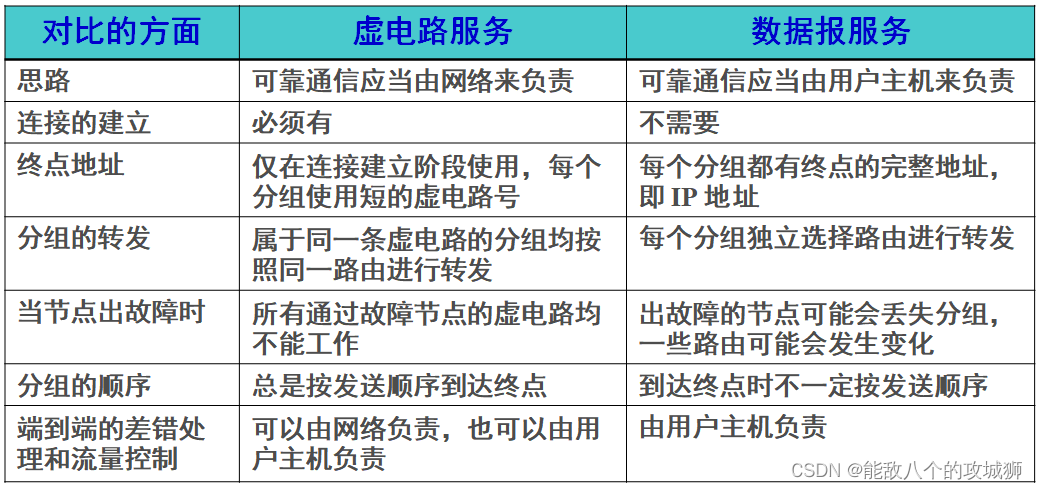 对比的方面 虚电路服务 数据报服务
思路 可靠通信应当由网络来负责 可靠通信应当由用户主机来负责
连接的建立 必须有 不需要
终点地址 仅在连接建立阶段使用，每个 每个分组都有终点的完整地址，
分组使用短的虚电路号 即 IP 地址
分组的转发 属于同一条虚电路的分组均按 每个分组独立选择路由进行转发
照同一路由进行转发
当节点出故障时 所有通过故障节点的虚电路均 出故障的节点可能会丢失分组，
不能工作 一些路由可能会发生变化
分组的顺序 总是按发送顺序到达终点 到达终点时不一定按发送顺序
端到端的差错处 可以由网络负责，也可以由用 由用户主机负责
理和流量控制 户主机负责
CSDN @能敌八个的攻城狮